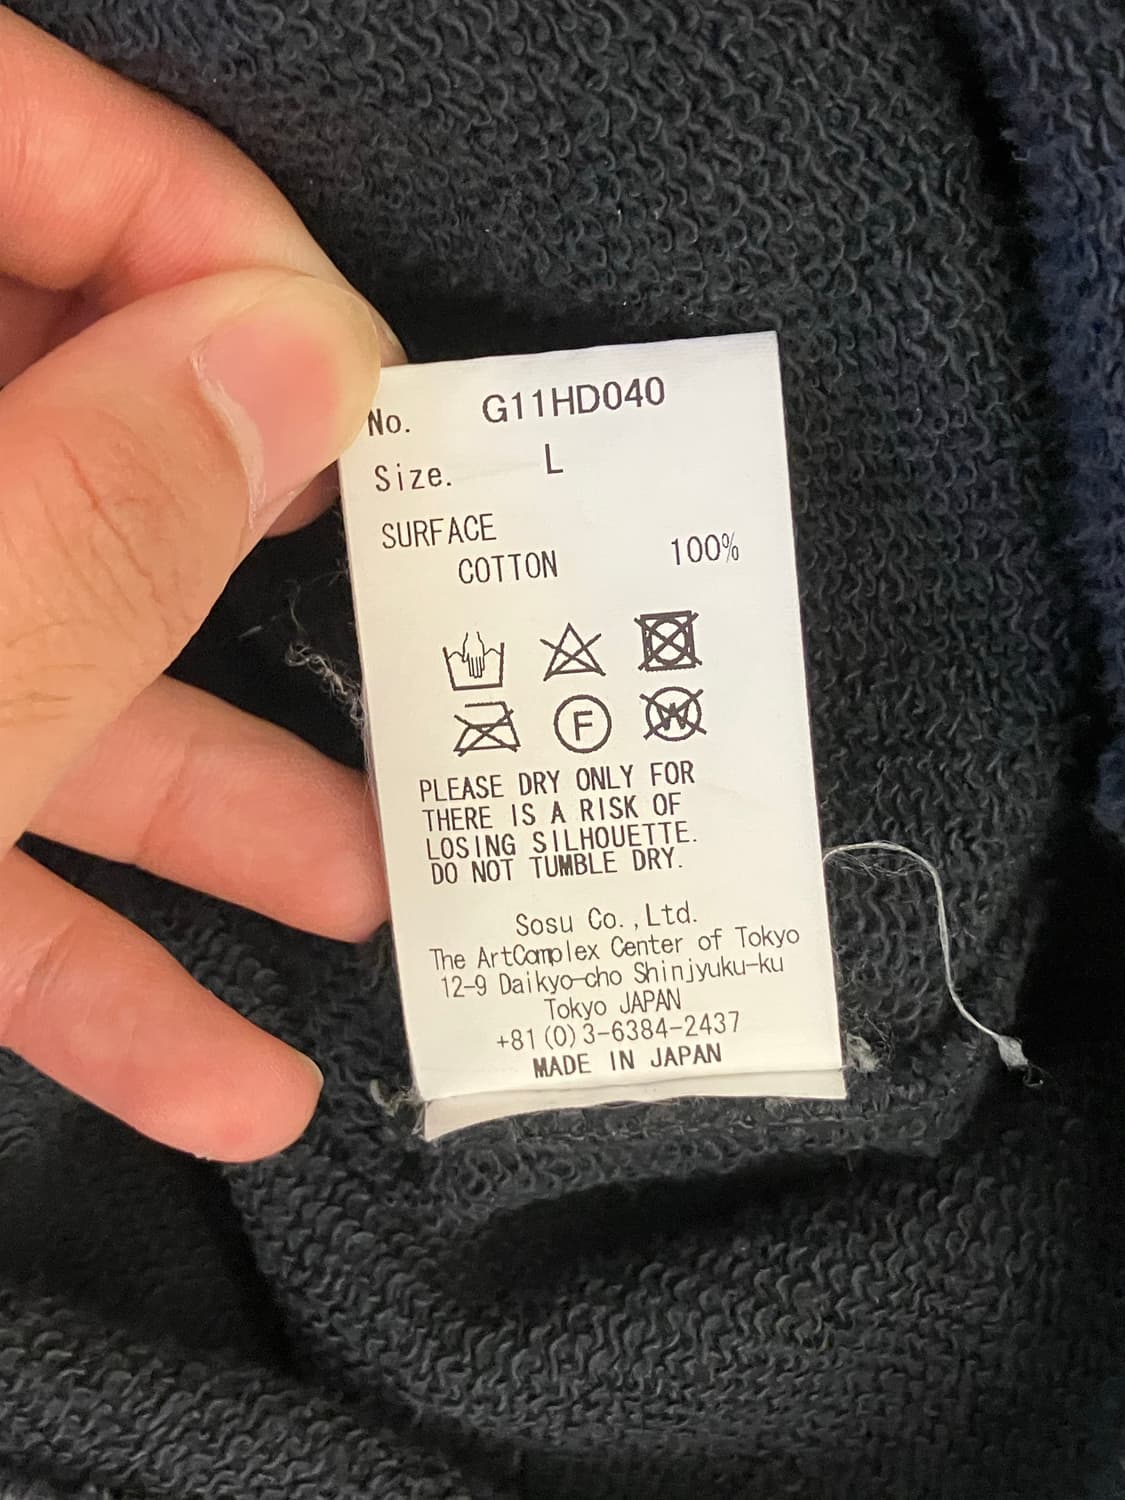 No. G11HD040
Size. L
SURFACE
COTTON 100%
F W
PLEASE DRY ONLY FOR
THERE IS A RISK OF
LOSING SILHOUETTE.
DO NOT TUMBLE DRY.
Sosu Co.,Ltd.
The ArtComplex Center of Tokyo
12-9 Daikyo-cho Shinjyuku-ku
Tokyo JAPAN
+81(0)3-6384-2437
MADE IN JAPAN